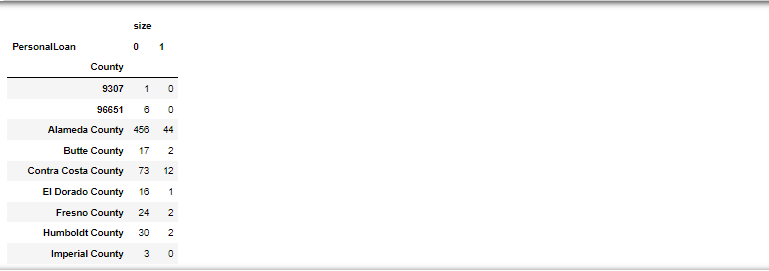 size
PersonalLoan 0 1
County
9307 1 0
96651 6 0
Alameda County 456 44
Butte County 17 2
Contra Costa County 73 12
El Dorado County 16 1
Fresno County 24 2
Humboldt County 30 2
Imperial County 3 0